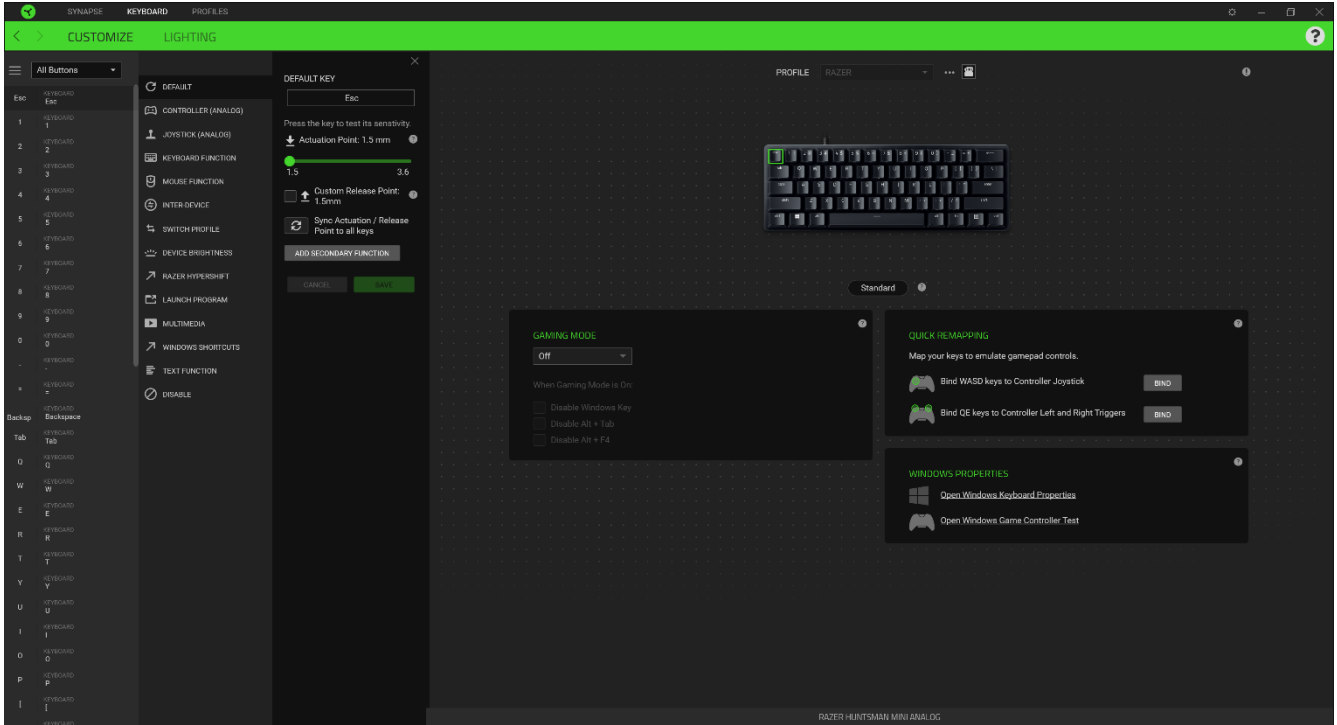 SYNAPSE KEYBOARD PROFILES
CUSTOMIZE LIGHTING
All Buttons
Esc KEYBOARD
Esc
1 KEYBOARD
1
2 KEYBOARD
2
3 KEYBOARD
3
4 KEYBOARD
4
5 KEYBOARD
5
6 KEYBOARD
6
7 KEYBOARD
7
8 KEYBOARD
8
9 KEYBOARD
9
0 KEYBOARD
0
- KEYBOARD
-
= KEYBOARD
=
Backsp KEYBOARD
Backspace
Tab KEYBOARD
Tab
Q KEYBOARD
Q
W KEYBOARD
W
E KEYBOARD
E
R KEYBOARD
R
T KEYBOARD
T
Y KEYBOARD
Y
U KEYBOARD
U
I KEYBOARD
I
O KEYBOARD
O
P KEYBOARD
P
[ KEYBOARD
[
KEYBOARD
DEFAULT
CONTROLLER (ANALOG)
JOYSTICK (ANALOG)
KEYBOARD FUNCTION
MOUSE FUNCTION
INTER-DEVICE
SWITCH PROFILE
DEVICE BRIGHTNESS
RAZER HYPERSHIFT
LAUNCH PROGRAM
MULTIMEDIA
WINDOWS SHORTCUTS
TEXT FUNCTION
DISABLE
DEFAULT KEY
Esc
Press the key to test its sensitivity.
Actuation Point: 1.5 mm
1.5 3.6
Custom Release Point:
1.5mm
Sync Actuation / Release
Point to all keys
ADD SECONDARY FUNCTION
CANCEL SAVE
PROFILE RAZER
Standard
GAMING MODE
Off
When Gaming Mode is On:
Disable Windows Key
Disable Alt + Tab
Disable Alt + F4
QUICK REMAPPING
Map your keys to emulate gamepad controls.
Bind WASD keys to Controller Joystick BIND
Bind QE keys to Controller Left and Right Triggers BIND
WINDOWS PROPERTIES
Open Windows Keyboard Properties
Open Windows Game Controller Test
RAZER HUNTSMAN MINI ANALOG